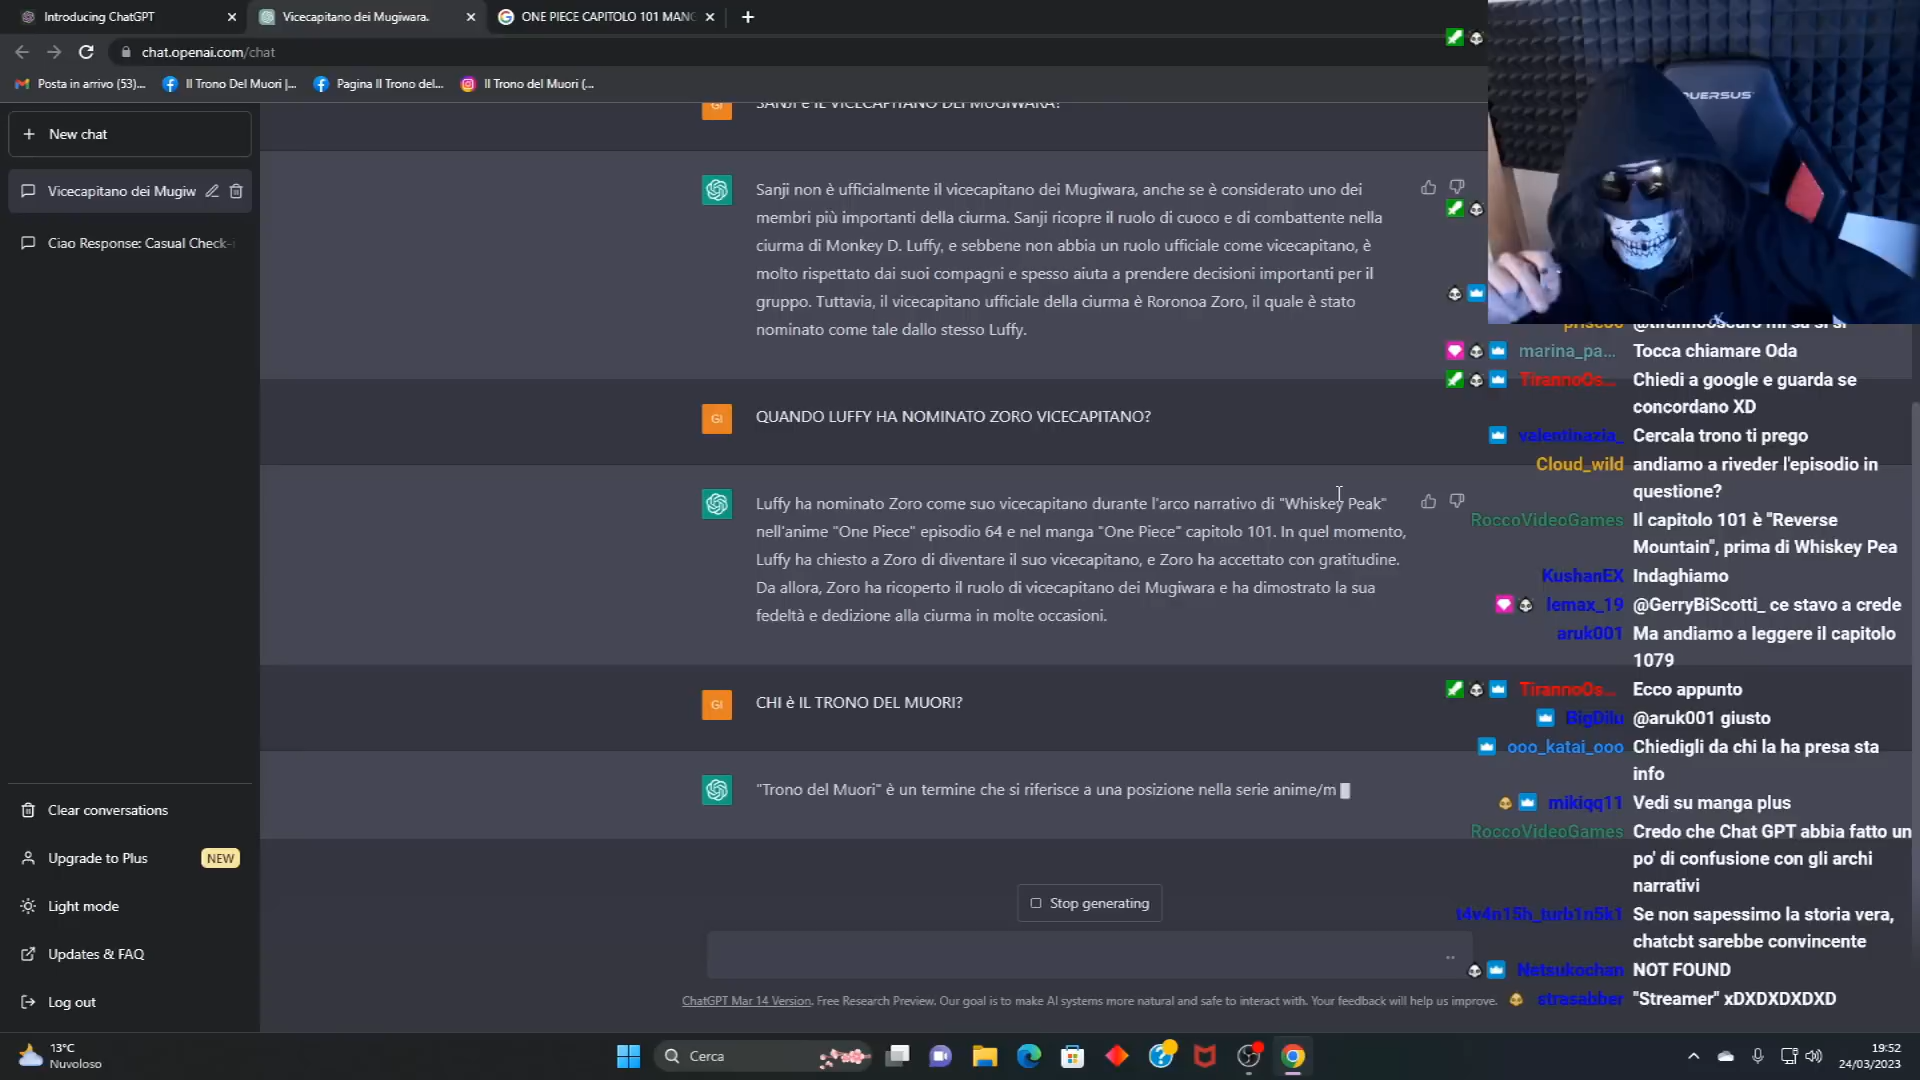 Introducing ChatGPT
Vicecapitano dei Mugiwara.
ONE PIECE CAPITOLO 101 MANG
chat.openai.com/chat
Posta in arrivo (53)...
Il Trono Del Muori |...
Pagina Il Trono del...
Il Trono del Muori (...
New chat
Vicecapitano dei Mugiw
Ciao Response: Casual Check-
SANJI è IL VICECAPITANO DEI MUGIWARA?
Sanji non è ufficialmente il vicecapitano dei Mugiwara, anche se è considerato uno dei
membri più importanti della ciurma. Sanji ricopre il ruolo di cuoco e di combattente nella
ciurma di Monkey D. Luffy, e sebbene non abbia un ruolo ufficiale come vicecapitano, è
molto rispettato dai suoi compagni e spesso aiuta a prendere decisioni importanti per il
gruppo. Tuttavia, il vicecapitano ufficiale della ciurma è Roronoa Zoro, il quale è stato
nominato come tale dallo stesso Luffy.
GI
QUANDO LUFFY HA NOMINATO ZORO VICECAPITANO?
Luffy ha nominato Zoro come suo vicecapitano durante l'arco narrativo di "Whiskey Peak"
nell'anime "One Piece" episodio 64 e nel manga "One Piece" capitolo 101. In quel momento,
Luffy ha chiesto a Zoro di diventare il suo vicecapitano, e Zoro ha accettato con gratitudine.
Da allora, Zoro ha ricoperto il ruolo di vicecapitano dei Mugiwara e ha dimostrato la sua
fedeltà e dedizione alla ciurma in molte occasioni.
GI
CHI è IL TRONO DEL MUORI?
"Trono del Muori" è un termine che si riferisce a una posizione nella serie anime/m
Stop generating
ChatGPT Mar 14 Version. Free Research Preview. Our goal is to make AI systems more natural and safe to interact with. Your feedback will help us improve.
Clear conversations
Upgrade to Plus NEW
Light mode
Updates & FAQ
Log out
marina_pa... Tocca chiamare Oda
TirannoOs... Chiedi a google e guarda se
concordano XD
valentinazia_ Cercala trono ti prego
Cloud_wild andiamo a riveder l'episodio in
questione?
RoccoVideoGames Il capitolo 101 è "Reverse
Mountain", prima di Whiskey Pea
KushanEX Indaghiamo
lemax_19 @GerryBiScotti_ ce stavo a crede
aruk001 Ma andiamo a leggere il capitolo
1079
TirannoOs... Ecco appunto
BigDilu @aruk001 giusto
ooo_katai_ooo Chiedigli da chi la ha presa sta
info
mikiqq11 Vedi su manga plus
RoccoVideoGames Credo che Chat GPT abbia fatto un
po' di confusione con gli archi
narrativi
t4v4n15h_turb1n5k1 Se non sapessimo la storia vera,
chatcbt sarebbe convincente
Netsukochan NOT FOUND
strasabber "Streamer" xDXDXDXDXD
13°C
Nuvoloso
Cerca
19:52
24/03/2023